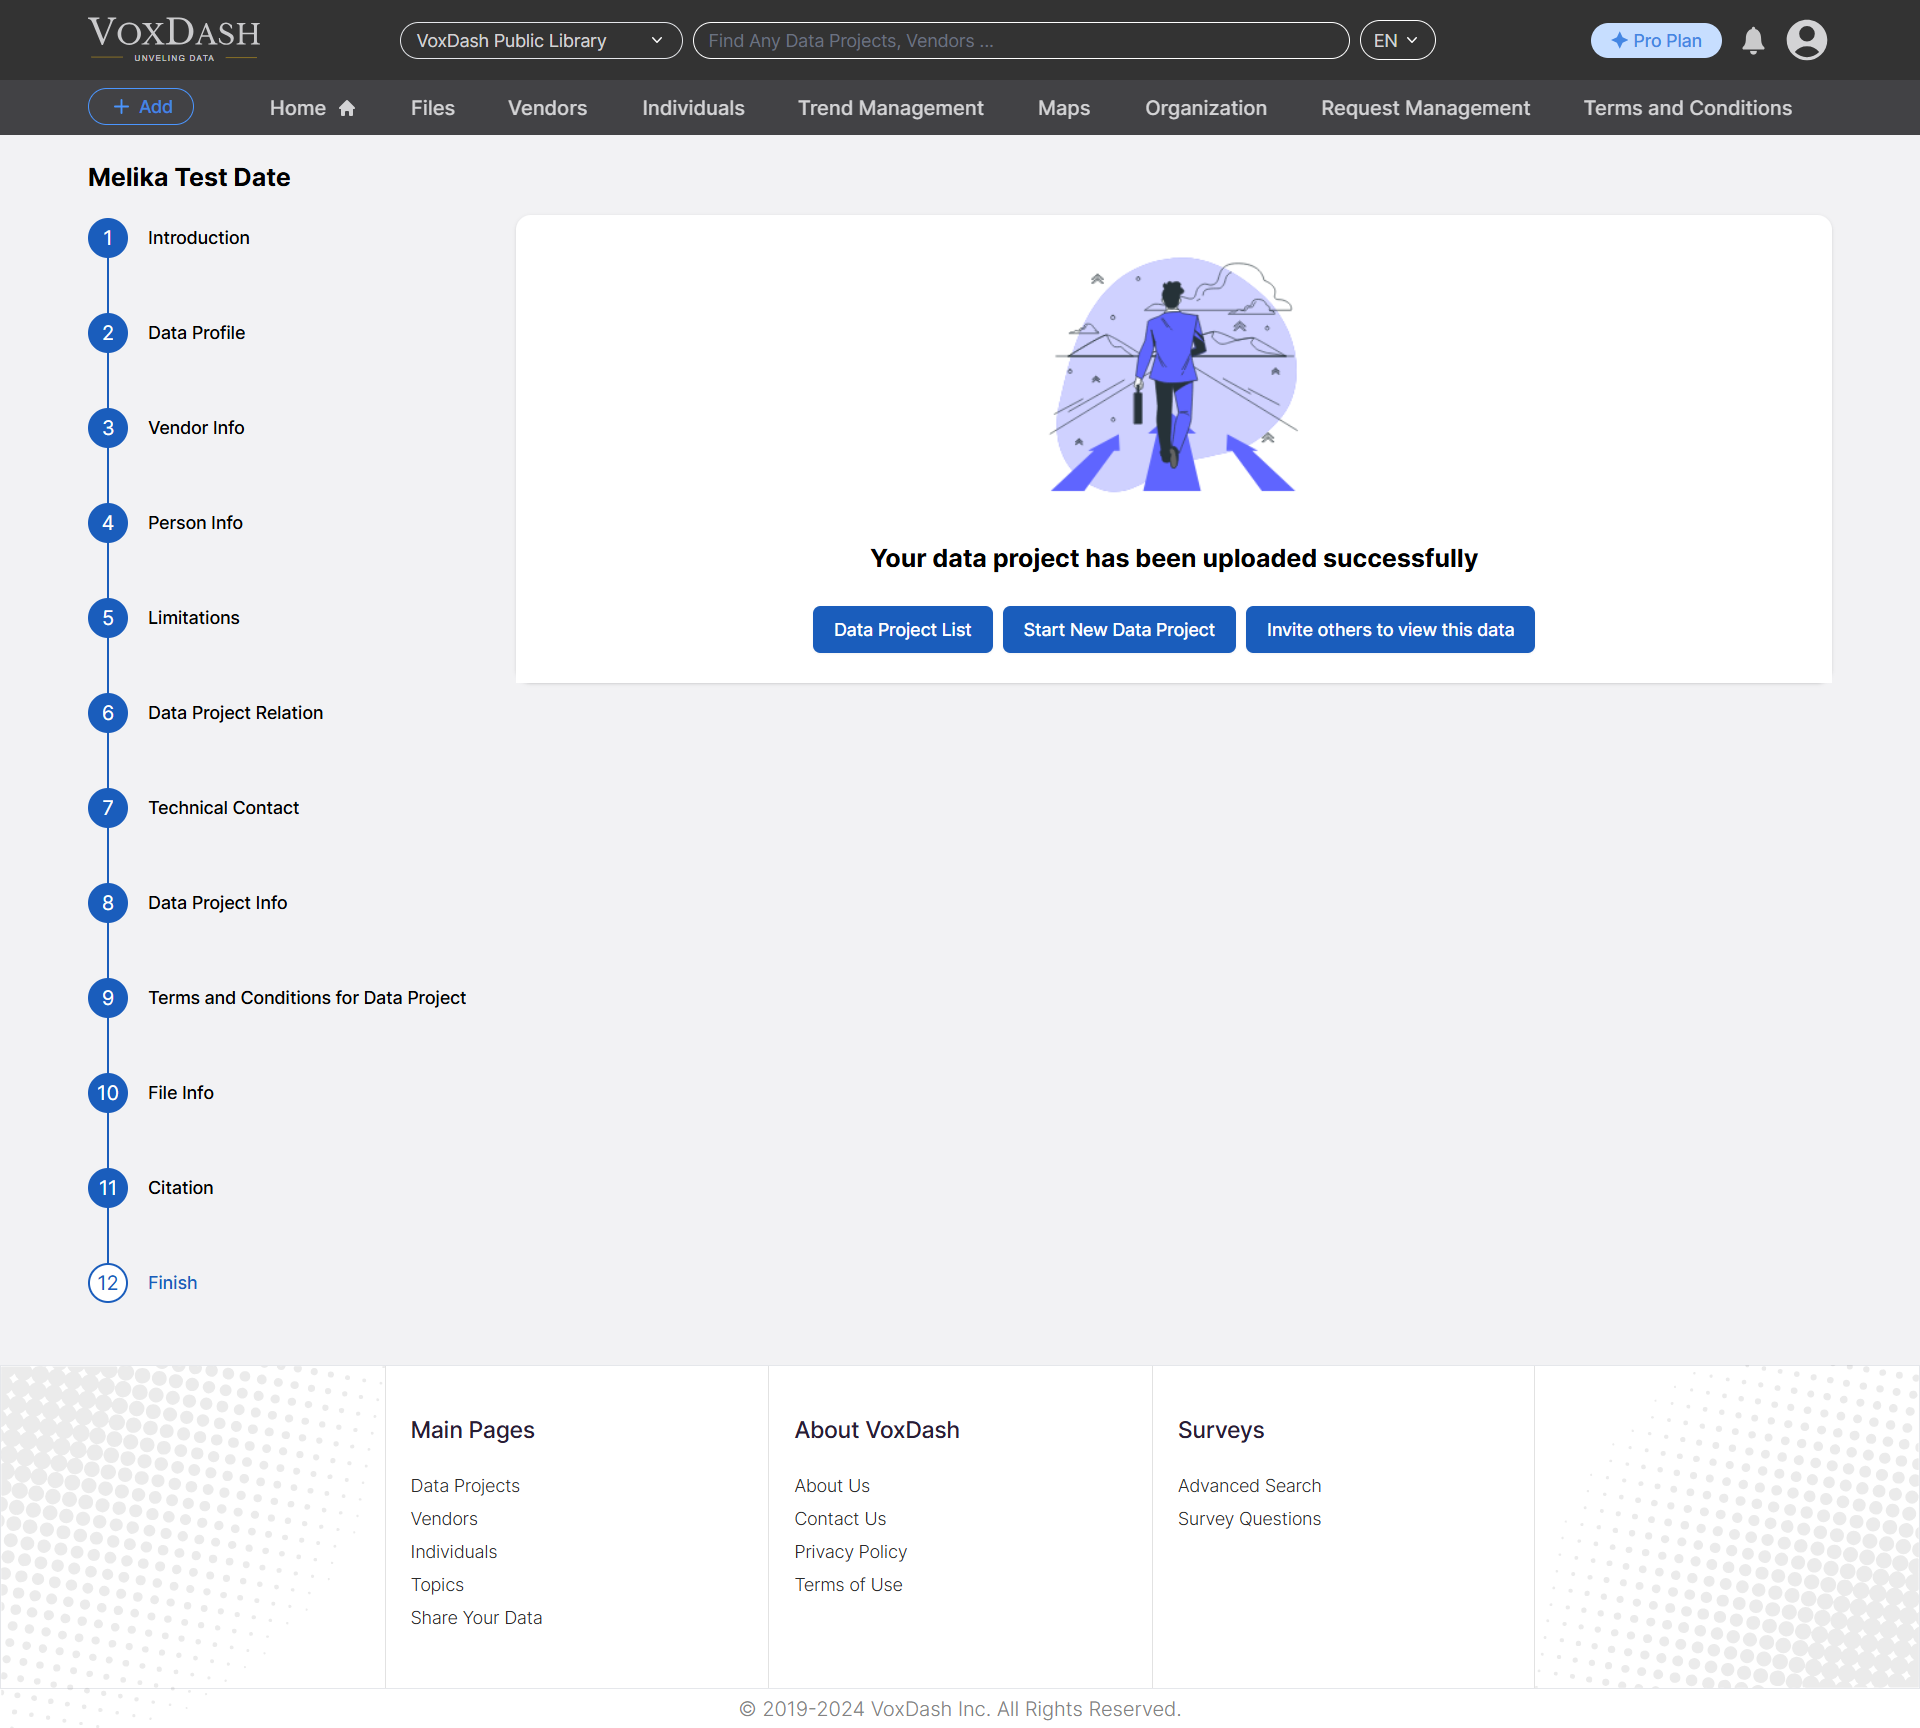 VOXDASH
UNVELING DATA
VoxDash Public Library
Find Any Data Projects, Vendors ...
EN
Pro Plan
Add
Home
Files
Vendors
Individuals
Trend Management
Maps
Organization
Request Management
Terms and Conditions
Melika Test Date
1 Introduction
2 Data Profile
3 Vendor Info
4 Person Info
5 Limitations
6 Data Project Relation
7 Technical Contact
8 Data Project Info
9 Terms and Conditions for Data Project
10 File Info
11 Citation
12 Finish
Your data project has been uploaded successfully
Data Project List
Start New Data Project
Invite others to view this data
Main Pages
Data Projects
Vendors
Individuals
Topics
Share Your Data
About VoxDash
About Us
Contact Us
Privacy Policy
Terms of Use
Surveys
Advanced Search
Survey Questions
© 2019-2024 VoxDash Inc. All Rights Reserved.